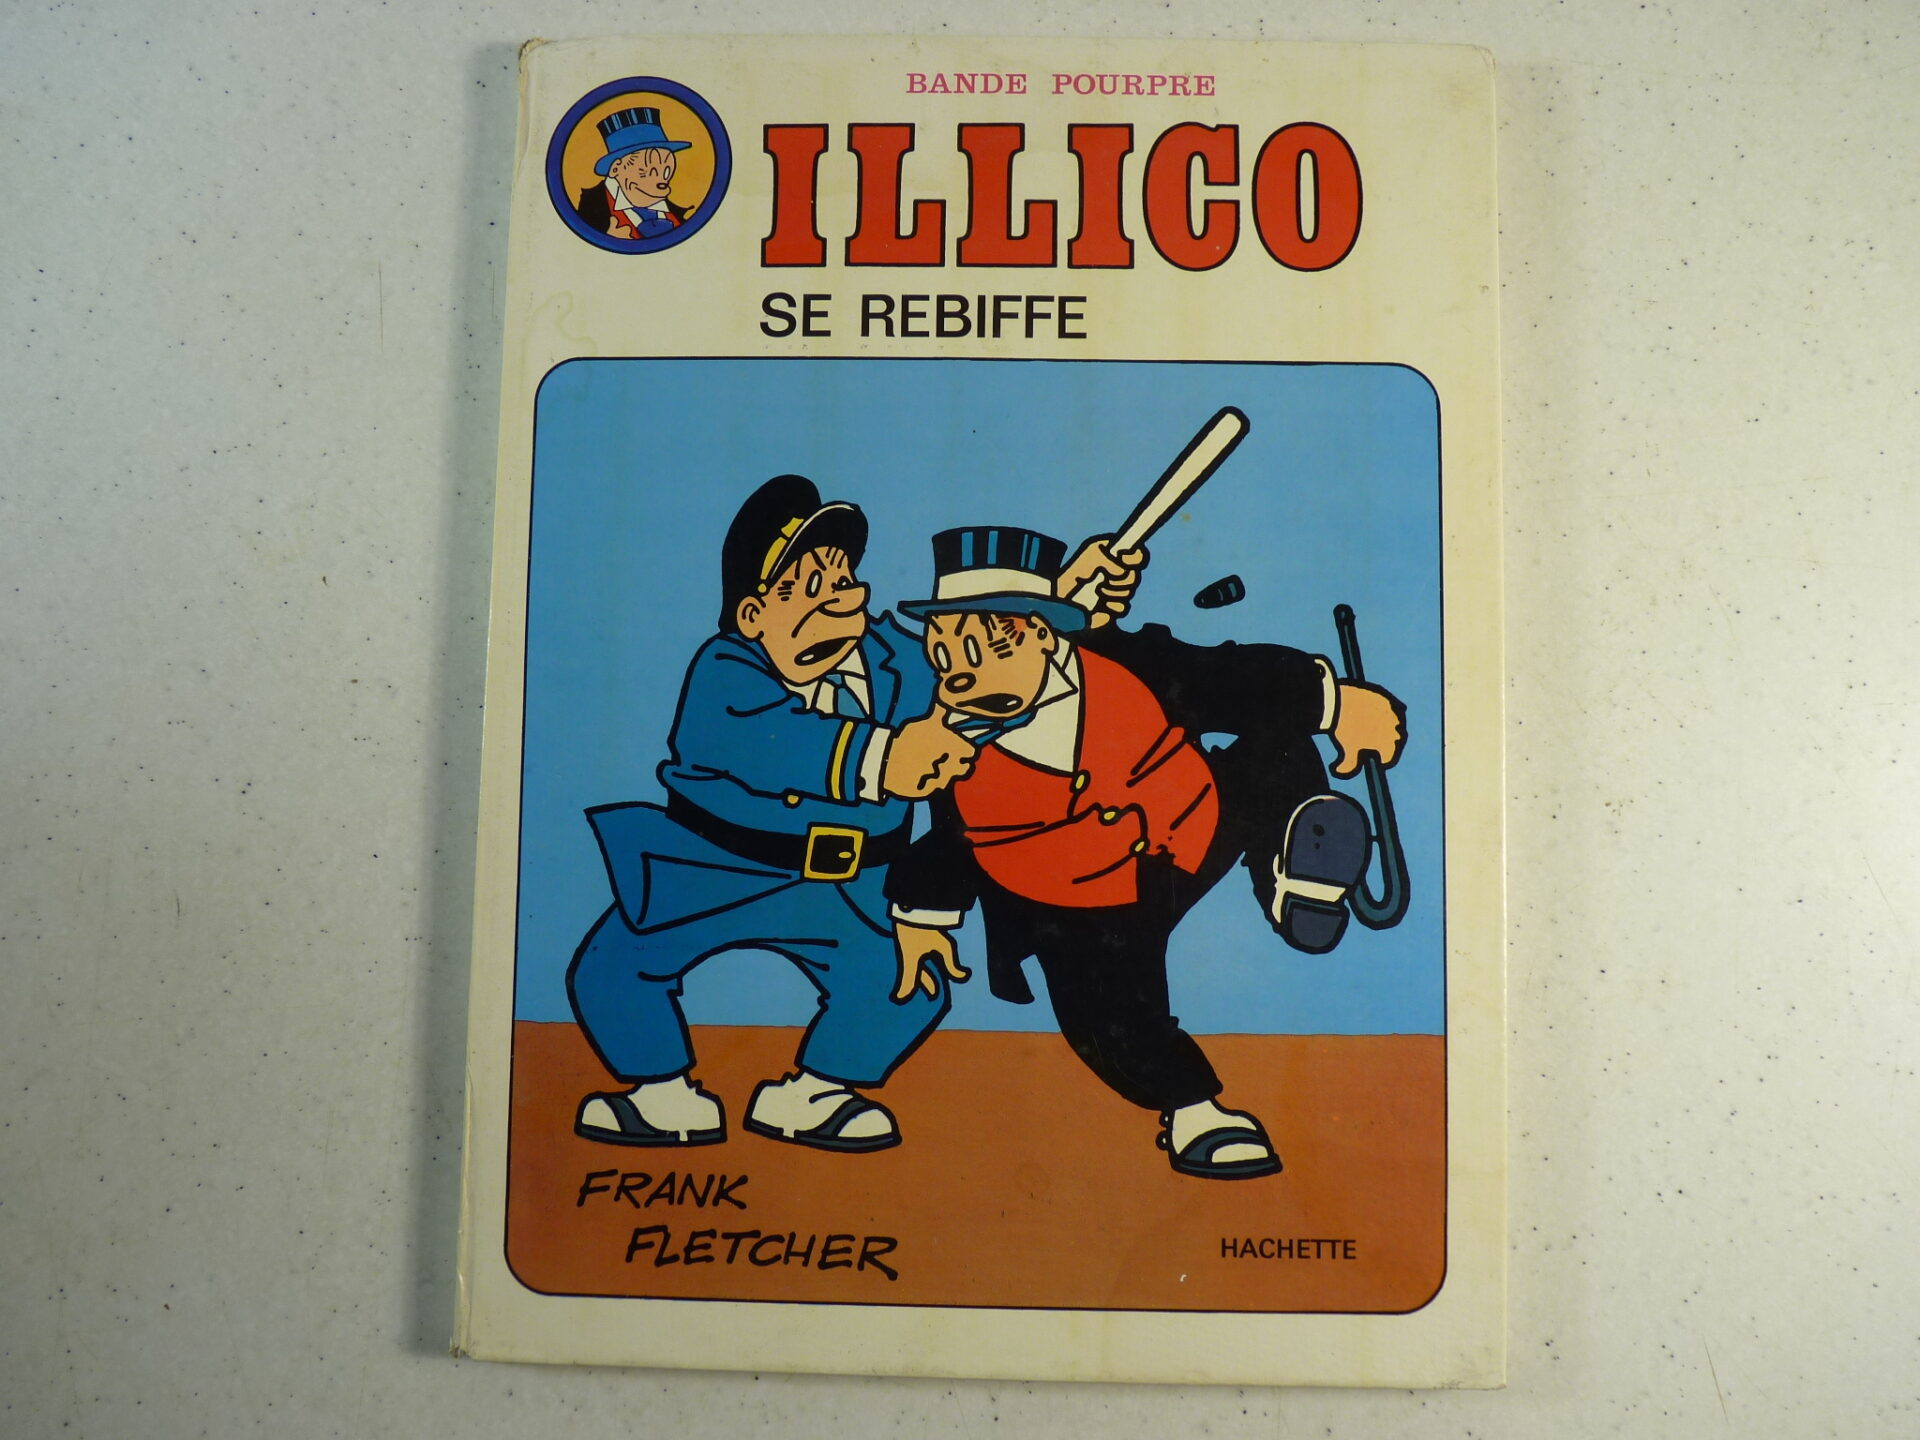 BANDE POURPRE
ILLICO
SE REBIFFE
FRANK
FLETCHER
HACHETTE